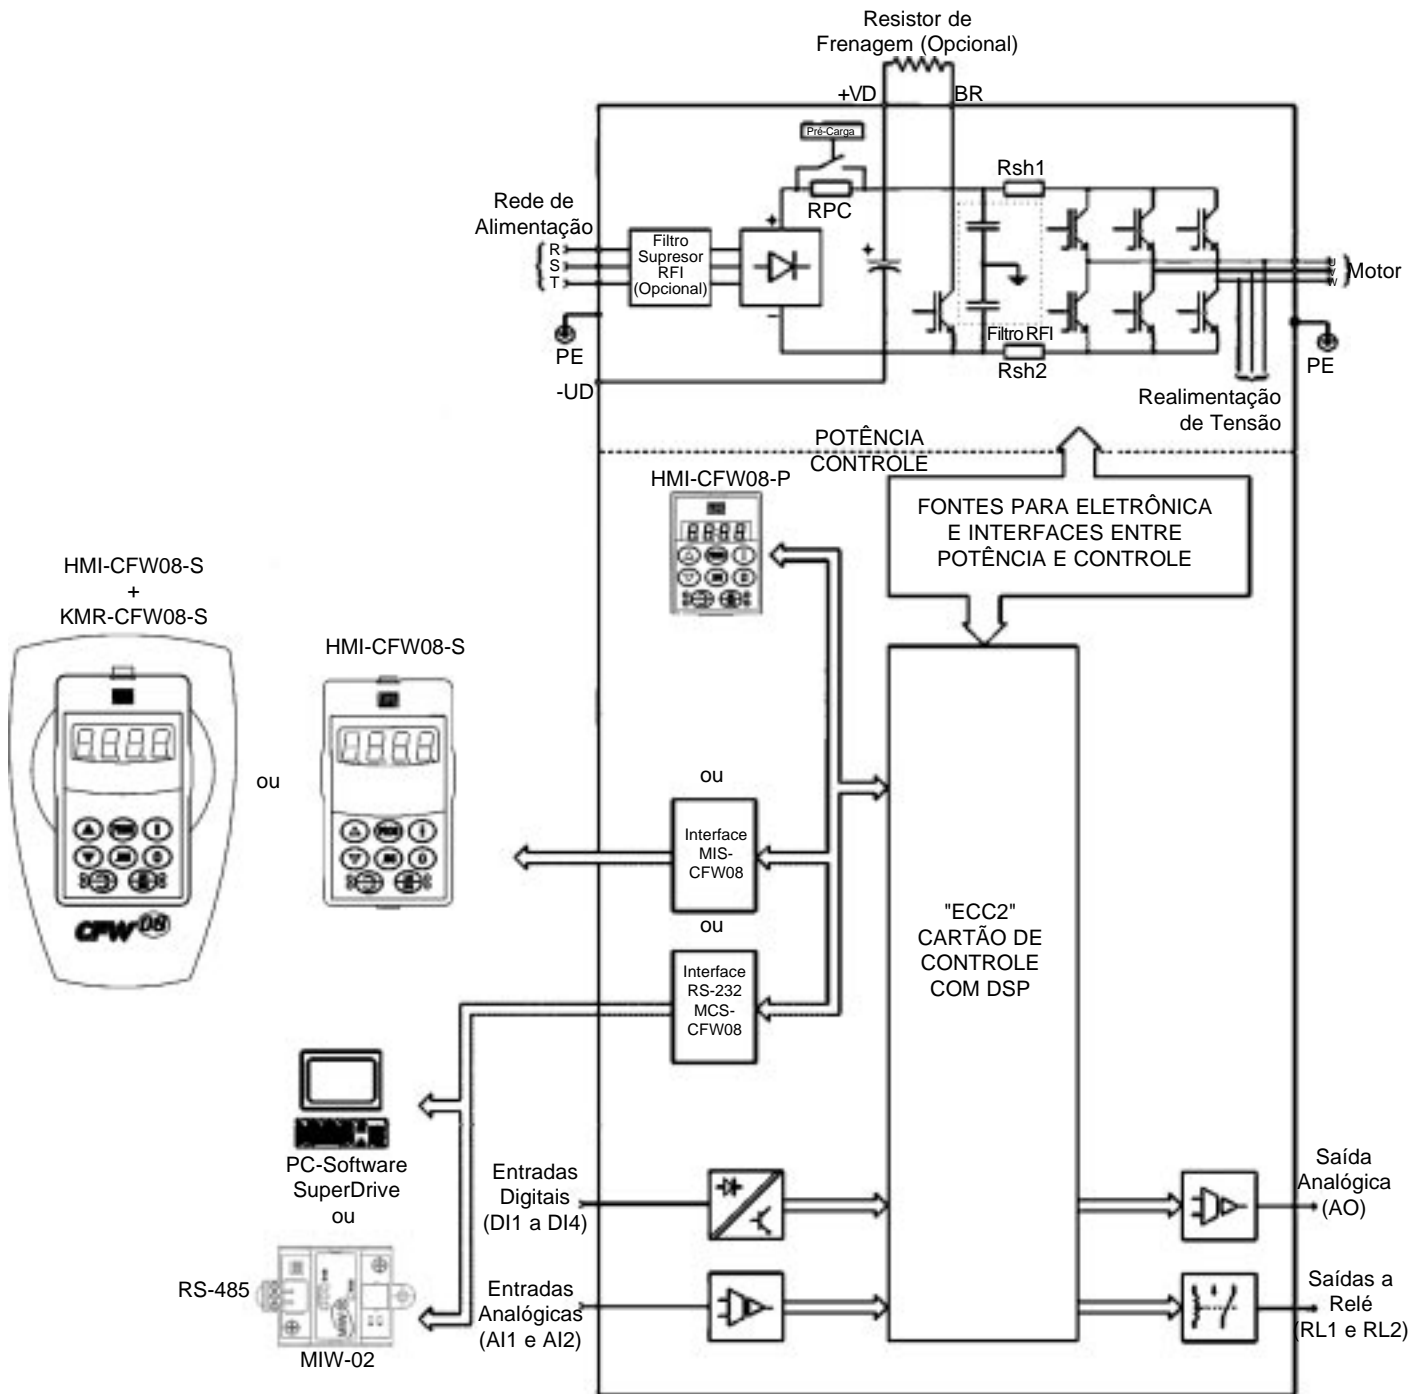 Resistor de
Frenagem (Opcional)
+VD
BR
Pré-Carga
Rsh1
RPC
Rede de
Alimentação
R
S
T
Filtro
Supresor
RFI
(Opcional)
+
+
−
U
V
W
Motor
PE
Filtro RFI
Rsh2
PE
-UD
Realimentação
de Tensão
POTÊNCIA
CONTROLE
HMI-CFW08-P
FONTES PARA ELETRÔNICA
E INTERFACES ENTRE
POTÊNCIA E CONTROLE
HMI-CFW08-S
+
KMR-CFW08-S
HMI-CFW08-S
ou
ou
Interface
MIS-
CFW08
ou
Interface
RS-232
MCS-
CFW08
CFW08
"ECC2"
CARTÃO DE
CONTROLE
COM DSP
PC-Software
SuperDrive
ou
RS-485
MIW-02
Entradas
Digitais
(DI1 a DI4)
Entradas
Analógicas
(AI1 e AI2)
Saída
Analógica
(AO)
Saídas a
Relé
(RL1 e RL2)